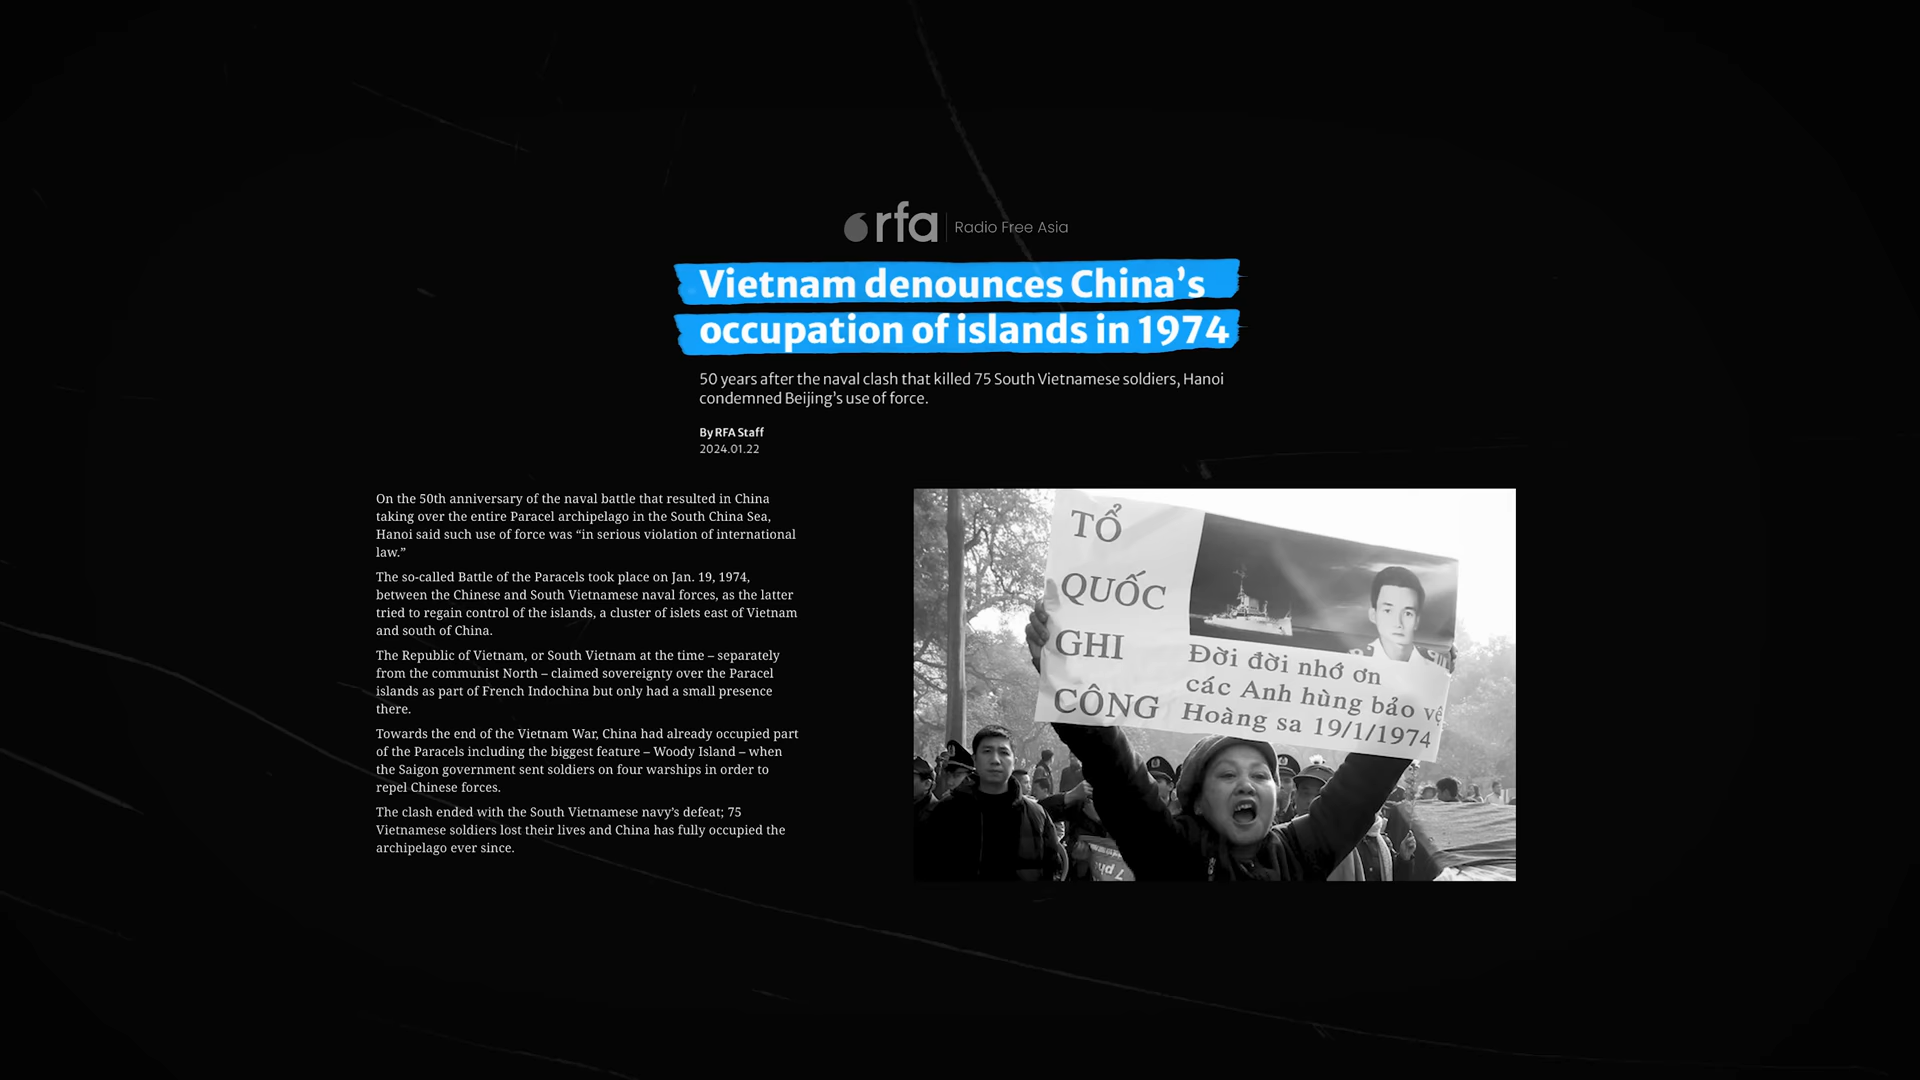 rfa | Radio Free Asia
Vietnam denounces China’s
occupation of islands in 1974
50 years after the naval clash that killed 75 South Vietnamese soldiers, Hanoi
condemned Beijing’s use of force.
By RFA Staff
2024.01.22
On the 50th anniversary of the naval battle that resulted in China
taking over the entire Paracel archipelago in the South China Sea,
Hanoi said such use of force was “in serious violation of international
law.”
The so-called Battle of the Paracels took place on Jan. 19, 1974,
between the Chinese and South Vietnamese naval forces, as the latter
tried to regain control of the islands, a cluster of islets east of Vietnam
and south of China.
The Republic of Vietnam, or South Vietnam at the time – separately
from the communist North – claimed sovereignty over the Paracel
islands as part of French Indochina but only had a small presence
there.
Towards the end of the Vietnam War, China had already occupied part
of the Paracels including the biggest feature – Woody Island – when
the Saigon government sent soldiers on four warships in order to
repel Chinese forces.
The clash ended with the South Vietnamese navy’s defeat; 75
Vietnamese soldiers lost their lives and China has fully occupied the
archipelago ever since.
TỔ
QUỐC
GHI
CÔNG
Đời đời nhớ ơn
các Anh hùng bảo vệ
Hoàng sa 19/1/1974